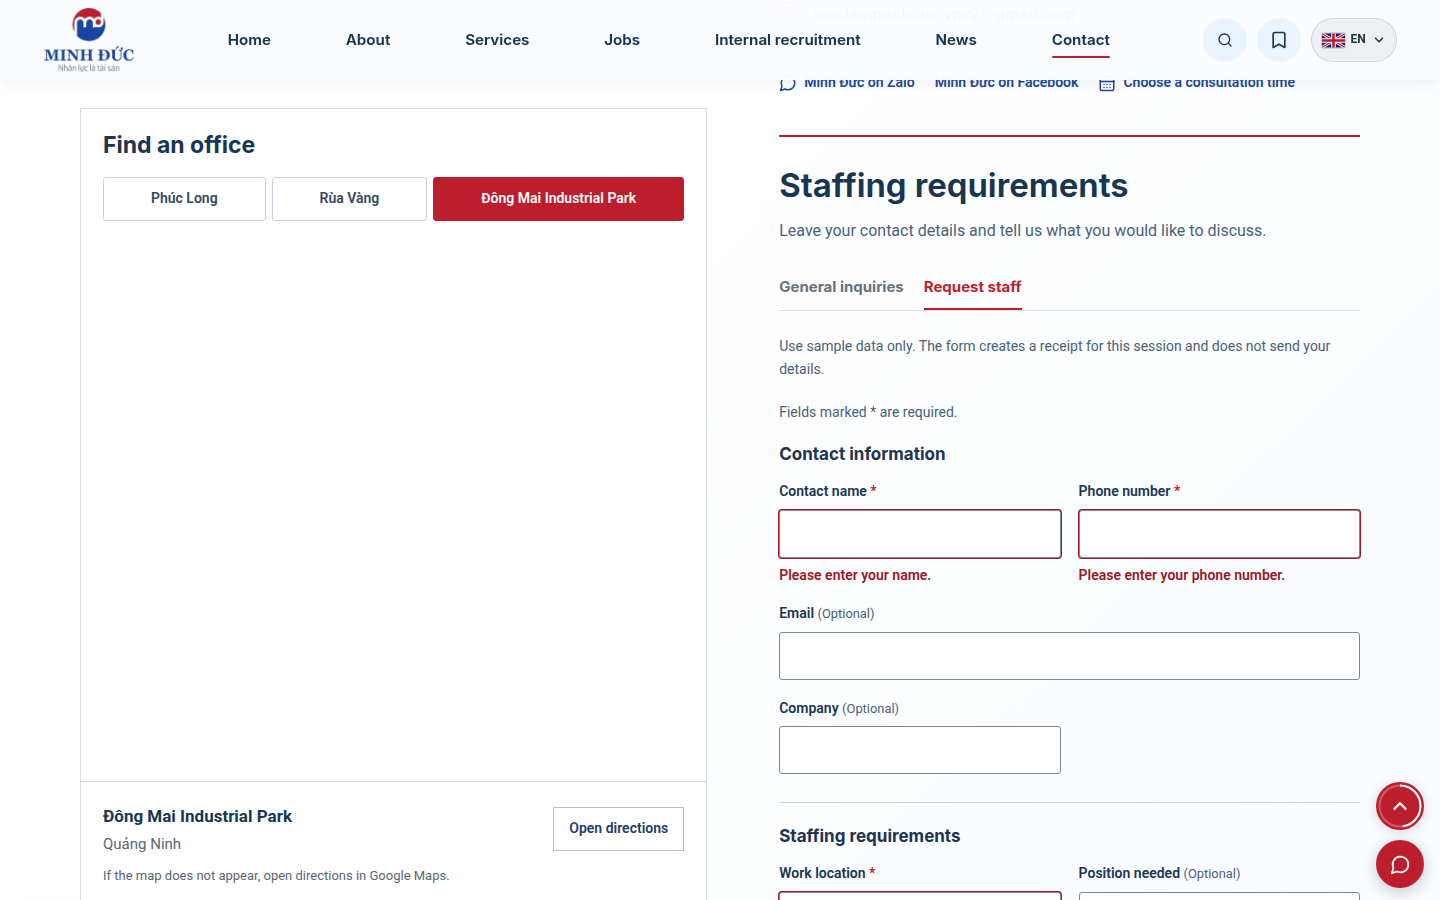 MINH ĐỨC
Nhân lực là tài sản
Home
About
Services
Jobs
Internal recruitment
News
Contact
EN
vieclamminhduc.vpv2@gmail.com
Minh Đức on Zalo
Minh Đức on Facebook
Choose a consultation time
Find an office
Phúc Long
Rùa Vàng
Đông Mai Industrial Park
Đông Mai Industrial Park
Quảng Ninh
Open directions
If the map does not appear, open directions in Google Maps.
Staffing requirements
Leave your contact details and tell us what you would like to discuss.
General inquiries
Request staff
Use sample data only. The form creates a receipt for this session and does not send your
details.
Fields marked * are required.
Contact information
Contact name *
Phone number *
Please enter your name.
Please enter your phone number.
Email (Optional)
Company (Optional)
Staffing requirements
Work location *
Position needed (Optional)